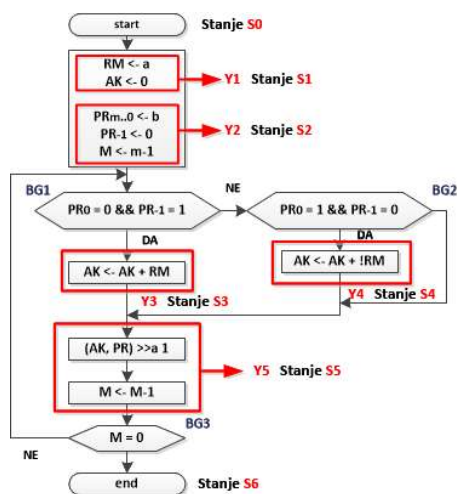 start Stanje S0
RM <- a
AK <- 0
Y1 Stanje S1
PRm..0 <- b
PR-1 <- 0
M <- m-1
Y2 Stanje S2
BG1
PR0 = 0 && PR-1 = 1
NE
PR0 = 1 && PR-1 = 0
BG2
DA
DA
AK <- AK + RM
AK <- AK + !RM
Y3 Stanje S3
Y4 Stanje S4
(AK, PR) >>a 1
M <- M-1
Y5 Stanje S5
BG3
M = 0
NE
end Stanje S6